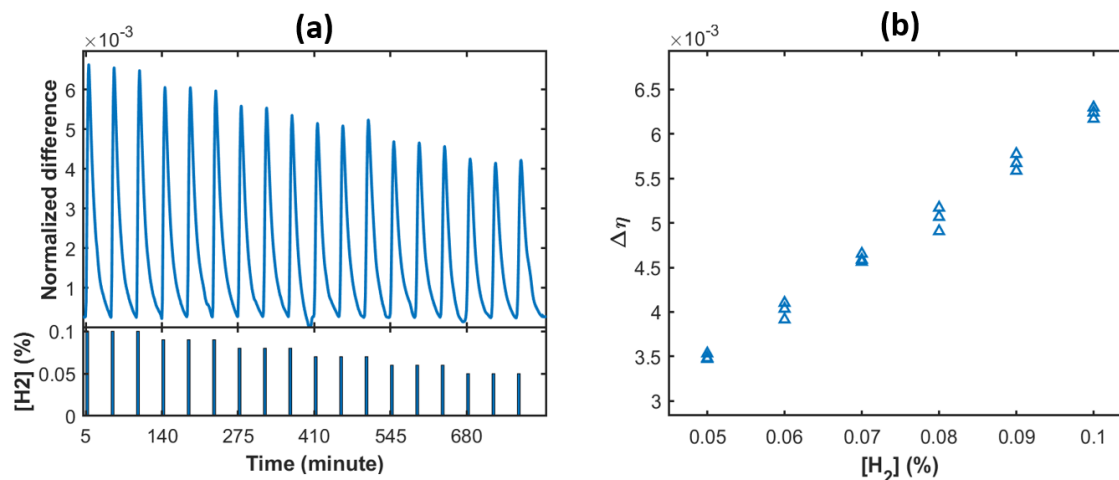 (a)
×10⁻³
Normalized difference
6
5
4
3
2
1
[H2] (%)
0.1
0.05
0
5 140 275 410 545 680
Time (minute)
(b)
×10⁻³
Δη
6.5
6
5.5
5
4.5
4
3.5
3
0.05 0.06 0.07 0.08 0.09 0.1
[H₂] (%)